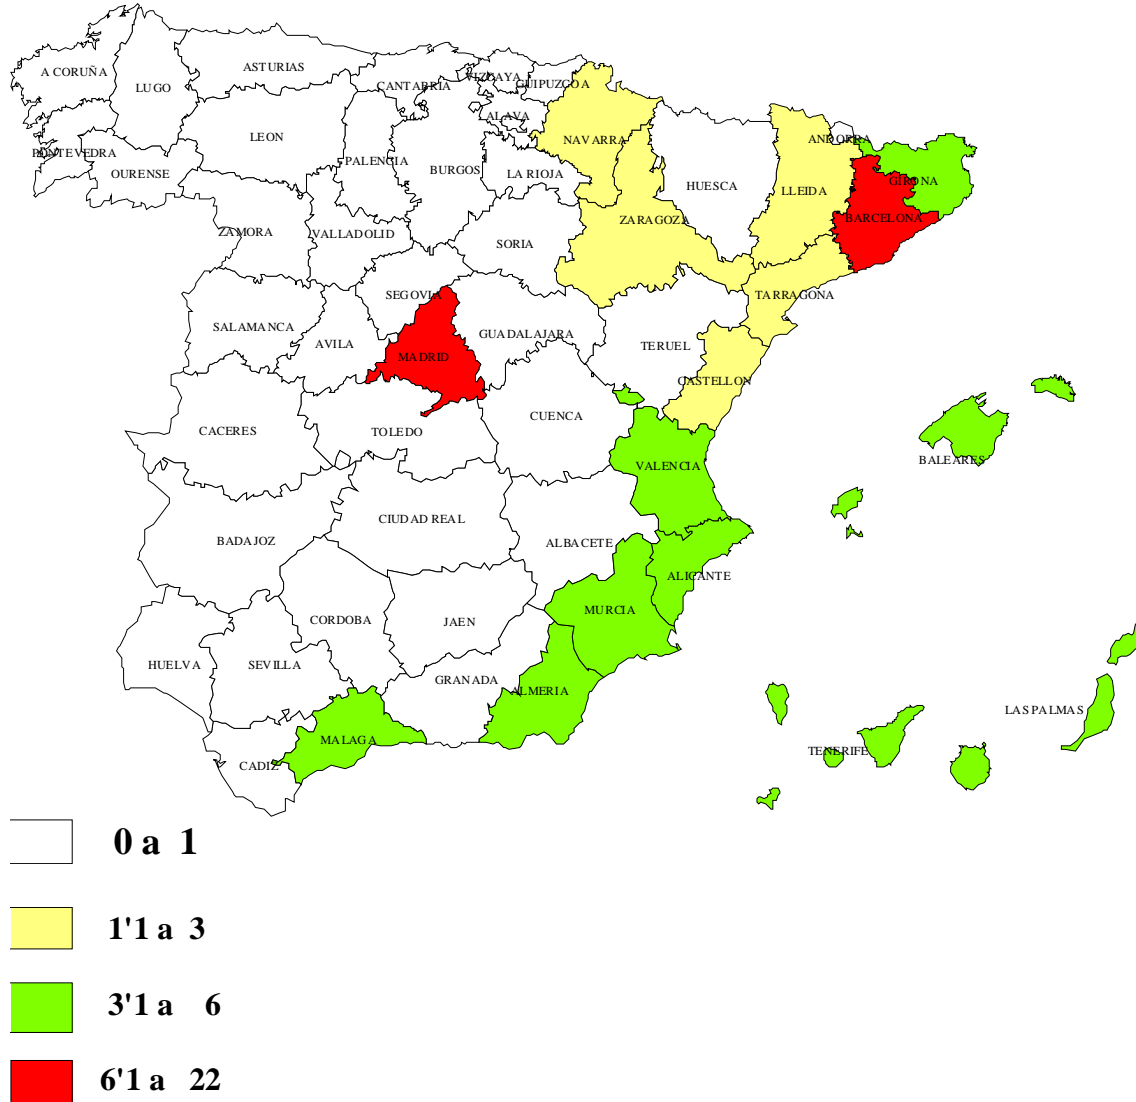 A CORUÑA
LUGO
ASTURIAS
CANTABRIA
VIZCAYA
GUIPUZCOA
ALAVA
NAVARRA
PONTEVEDRA
OURENSE
LEON
PALENCIA
BURGOS
LA RIOJA
HUESCA
LLEIDA
ANDORRA
GIRONA
BARCELONA
ZAMORA
VALLADOLID
SORIA
ZARAGOZA
TARRAGONA
SALAMANCA
AVILA
SEGOVIA
MADRID
GUADALAJARA
TERUEL
CASTELLON
CACERES
TOLEDO
CUENCA
VALENCIA
BALEARES
BADAJOZ
CIUDAD REAL
ALBACETE
ALICANTE
HUELVA
SEVILLA
CORDOBA
JAEN
MURCIA
GRANADA
ALMERIA
MALAGA
CADIZ
TENERIFE
LAS PALMAS
0 a 1
1'1 a 3
3'1 a 6
6'1 a 22